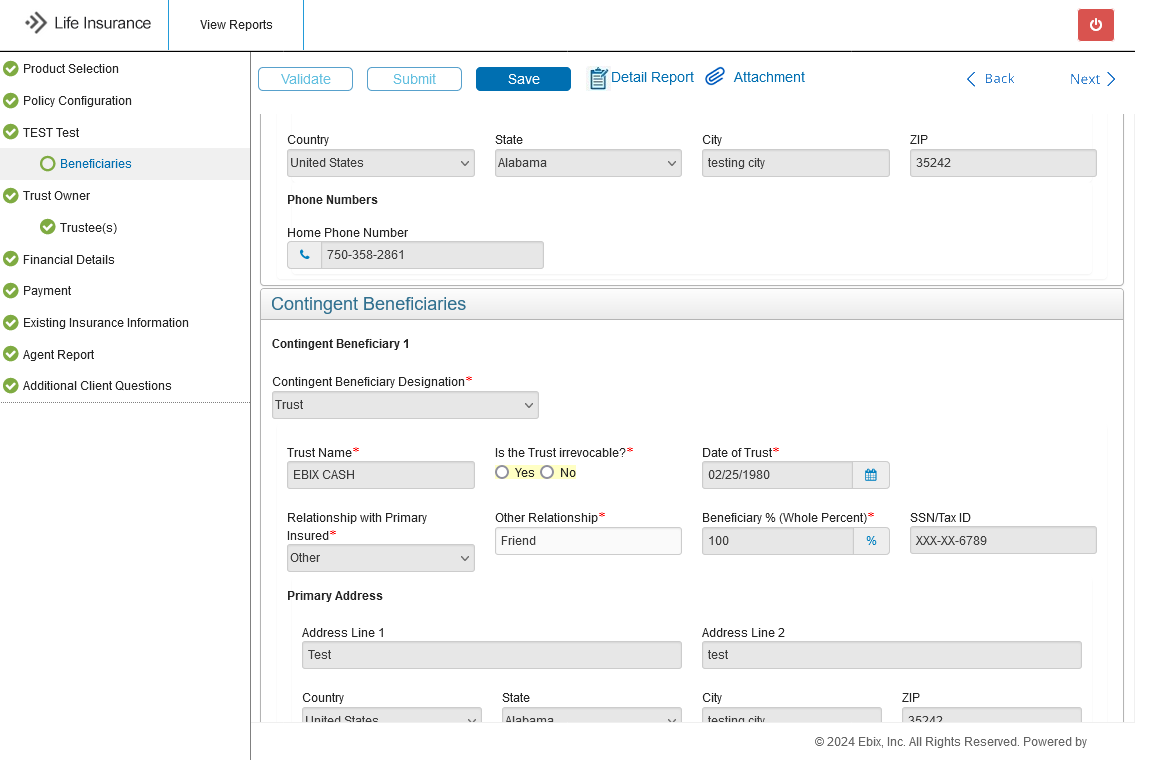 Life Insurance
View Reports
Product Selection
Policy Configuration
TEST Test
Beneficiaries
Trust Owner
Trustee(s)
Financial Details
Payment
Existing Insurance Information
Agent Report
Additional Client Questions
Validate Submit Save Detail Report Attachment Back Next
Country State City ZIP
United States Alabama testing city 35242
Phone Numbers
Home Phone Number
750-358-2861
Contingent Beneficiaries
Contingent Beneficiary 1
Contingent Beneficiary Designation*
Trust
Trust Name* Is the Trust irrevocable?* Date of Trust*
EBIX CASH Yes No 02/25/1980
Relationship with Primary Insured* Other Relationship* Beneficiary % (Whole Percent)* SSN/Tax ID
Other Friend 100 % XXX-XX-6789
Primary Address
Address Line 1 Address Line 2
Test test
Country State City ZIP
United States Alabama testing city 35242
© 2024 Ebix, Inc. All Rights Reserved. Powered by